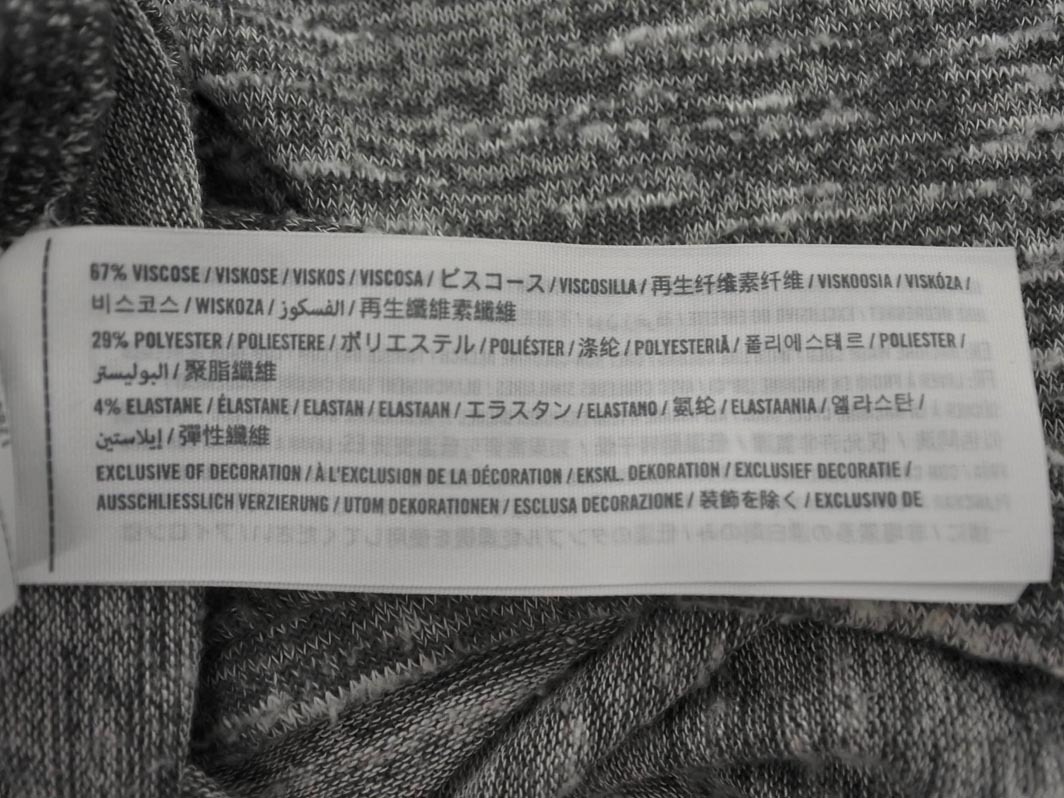 67% VISCOSE / VISKOSE / VISKOS / VISCOSA / ビスコース / VISCOSILLA / 再生纤维素纤维 / VISKOOSIA / VISKÓZA /
비스코스 / WISKOZA / الفسكوز / 再生纖維素纖維
29% POLYESTER / POLIESTERE / ポリエステル / POLIÉSTER / 涤纶 / POLYESTERIÄ / 폴리에스테르 / POLIESTER /
البوليستر / 聚脂纖維
4% ELASTANE / ÉLASTANE / ELASTAN / ELASTAAN / エラスタン / ELASTANO / 氨纶 / ELASTAANIA / 엘라스탄 /
إيلاستين / 彈性纖維
EXCLUSIVE OF DECORATION / À L'EXCLUSION DE LA DÉCORATION / EKSKL. DEKORATION / EXCLUSIEF DECORATIE /
AUSSCHLIESSLICH VERZIERUNG / UTOM DEKORATIONEN / ESCLUSA DECORAZIONE / 装飾を除く / EXCLUSIVO DE